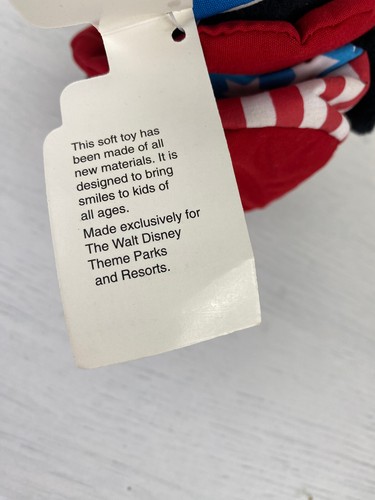 This soft toy has
been made of all
new materials. It is
designed to bring
smiles to kids of
all ages.
Made exclusively for
The Walt Disney
Theme Parks
and Resorts.